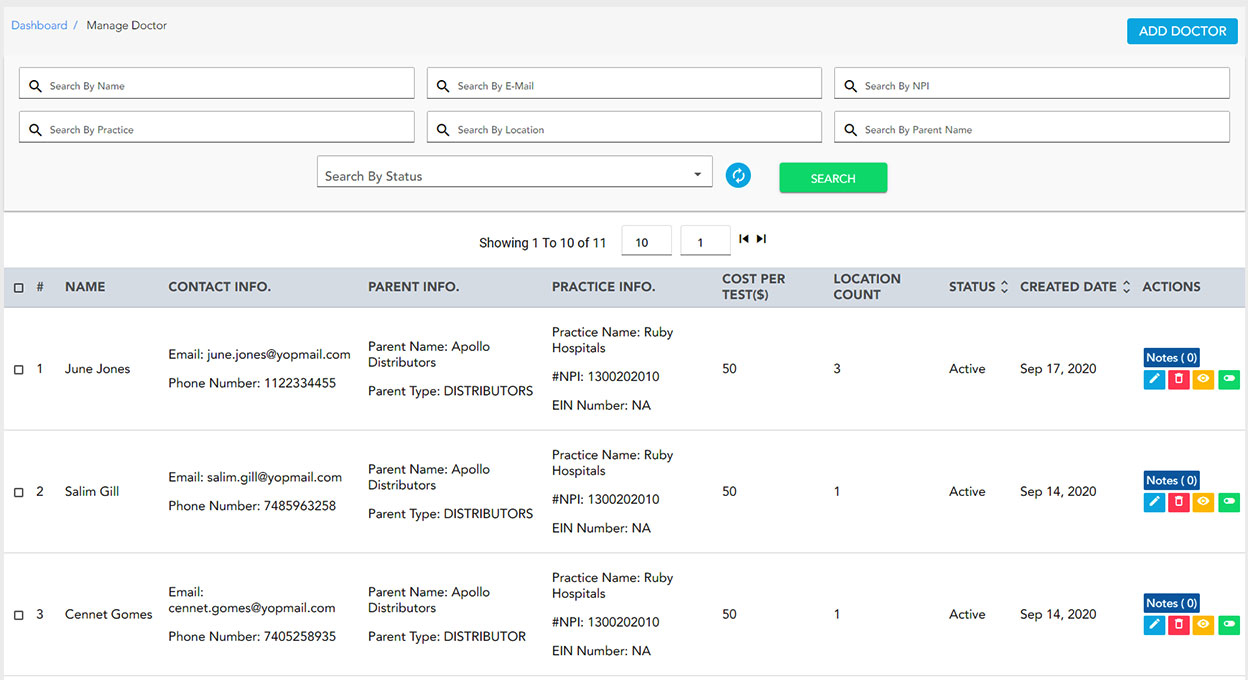 Dashboard / Manage Doctor
ADD DOCTOR
Search By Name
Search By E-Mail
Search By NPI
Search By Practice
Search By Location
Search By Parent Name
Search By Status
SEARCH
Showing 1 To 10 of 11
10
1
# NAME CONTACT INFO. PARENT INFO. PRACTICE INFO. COST PER TEST($) LOCATION COUNT STATUS CREATED DATE ACTIONS
1
June Jones
Email: june.jones@yopmail.com
Phone Number: 1122334455
Parent Name: Apollo
Distributors
Parent Type: DISTRIBUTORS
Practice Name: Ruby
Hospitals
#NPI: 1300202010
EIN Number: NA
50
3
Active
Sep 17, 2020
Notes ( 0)
2
Salim Gill
Email: salim.gill@yopmail.com
Phone Number: 7485963258
Parent Name: Apollo
Distributors
Parent Type: DISTRIBUTORS
Practice Name: Ruby
Hospitals
#NPI: 1300202010
EIN Number: NA
50
1
Active
Sep 14, 2020
Notes ( 0)
3
Cennet Gomes
Email:
cennet.gomes@yopmail.com
Phone Number: 7405258935
Parent Name: Apollo
Distributors
Parent Type: DISTRIBUTOR
Practice Name: Ruby
Hospitals
#NPI: 1300202010
EIN Number: NA
50
1
Active
Sep 14, 2020
Notes ( 0)